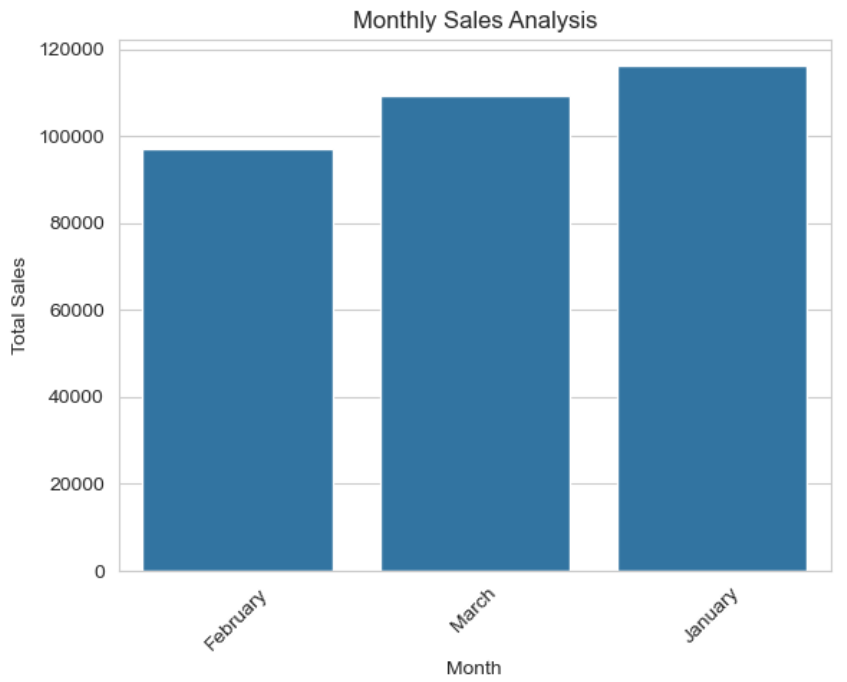 Monthly Sales Analysis
120000
100000
80000
60000
40000
20000
0
Total Sales
February
March
January
Month